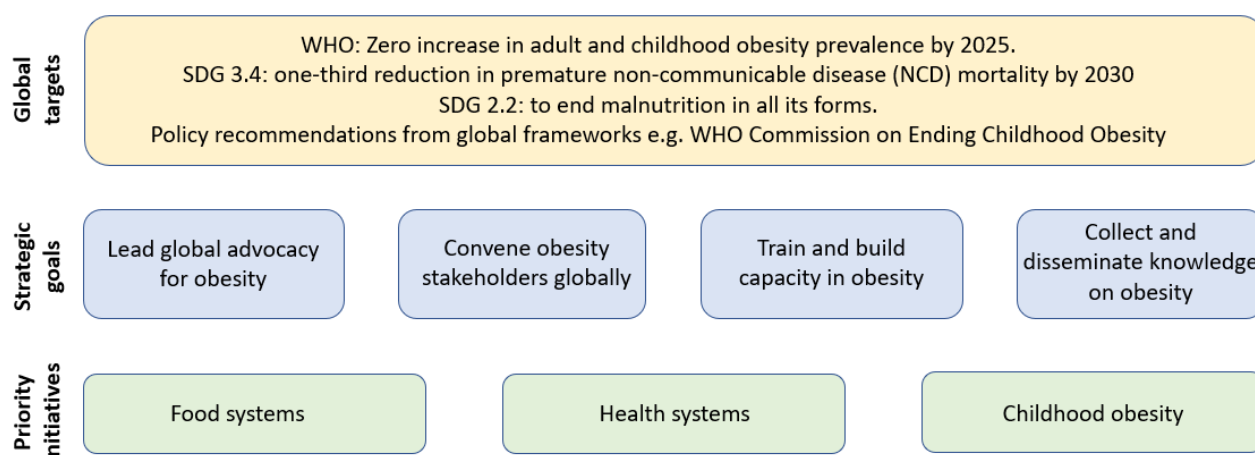 Global
targets
WHO: Zero increase in adult and childhood obesity prevalence by 2025.
SDG 3.4: one-third reduction in premature non-communicable disease (NCD) mortality by 2030
SDG 2.2: to end malnutrition in all its forms.
Policy recommendations from global frameworks e.g. WHO Commission on Ending Childhood Obesity
Strategic
goals
Lead global advocacy
for obesity
Convene obesity
stakeholders globally
Train and build
capacity in obesity
Collect and
disseminate knowledge
on obesity
Priority
initiatives
Food systems
Health systems
Childhood obesity